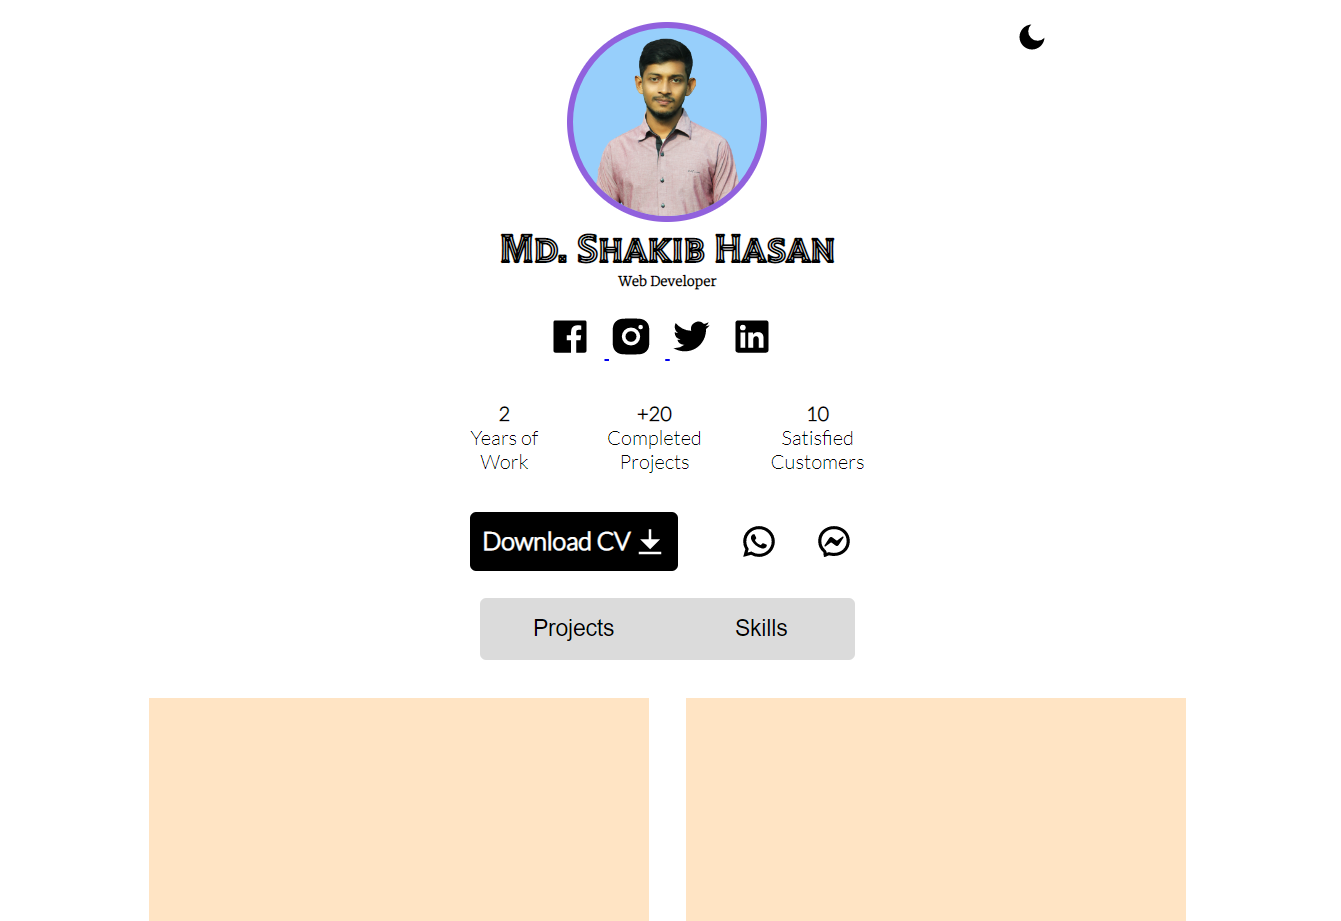 Md. Shakib Hasan
Web Developer
2
Years of
Work
+20
Completed
Projects
10
Satisfied
Customers
Download CV
Projects
Skills